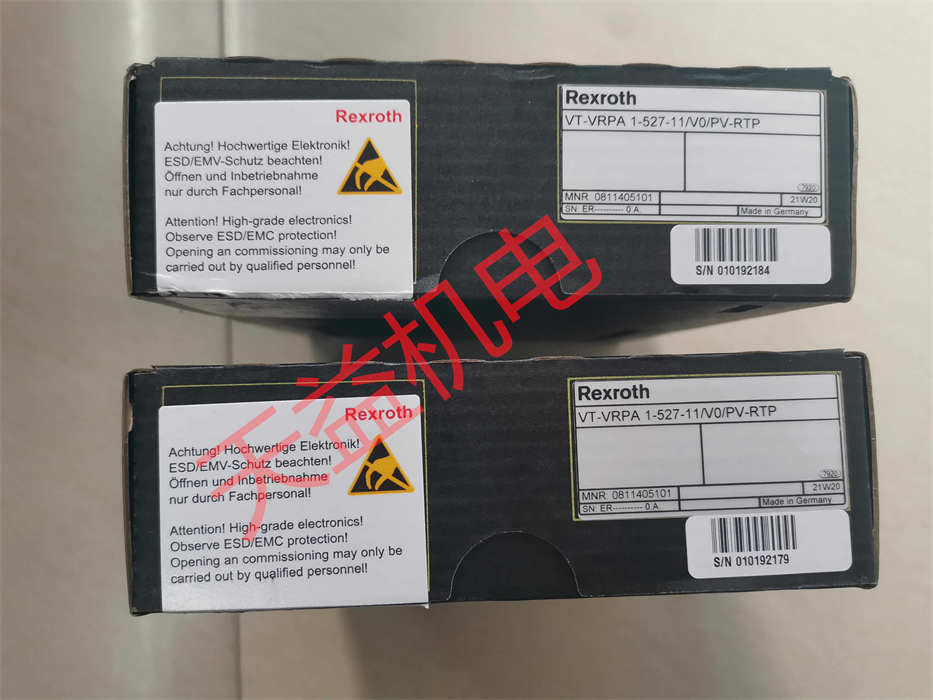 Rexroth
Achtung! Hochwertige Elektronik!
ESD/EMV-Schutz beachten!
Öffnen und Inbetriebnahme
nur durch Fachpersonal!
Attention! High-grade electronics!
Observe ESD/EMC protection!
Opening an commissioning may only be
carried out by qualified personnel!
Rexroth
VT-VRPA 1-527-11/V0/PV-RTP
7920
MNR: 0811405101
21W20
SN: ER---------- 0.A.
Made in Germany
S/N 010192184
天益机电
Rexroth
Achtung! Hochwertige Elektronik!
ESD/EMV-Schutz beachten!
Öffnen und Inbetriebnahme
nur durch Fachpersonal!
Attention! High-grade electronics!
Observe ESD/EMC protection!
Opening an commissioning may only be
carried out by qualified personnel!
Rexroth
VT-VRPA 1-527-11/V0/PV-RTP
7920
MNR: 0811405101
21W20
SN: ER---------- 0.A.
Made in Germany
S/N 010192179